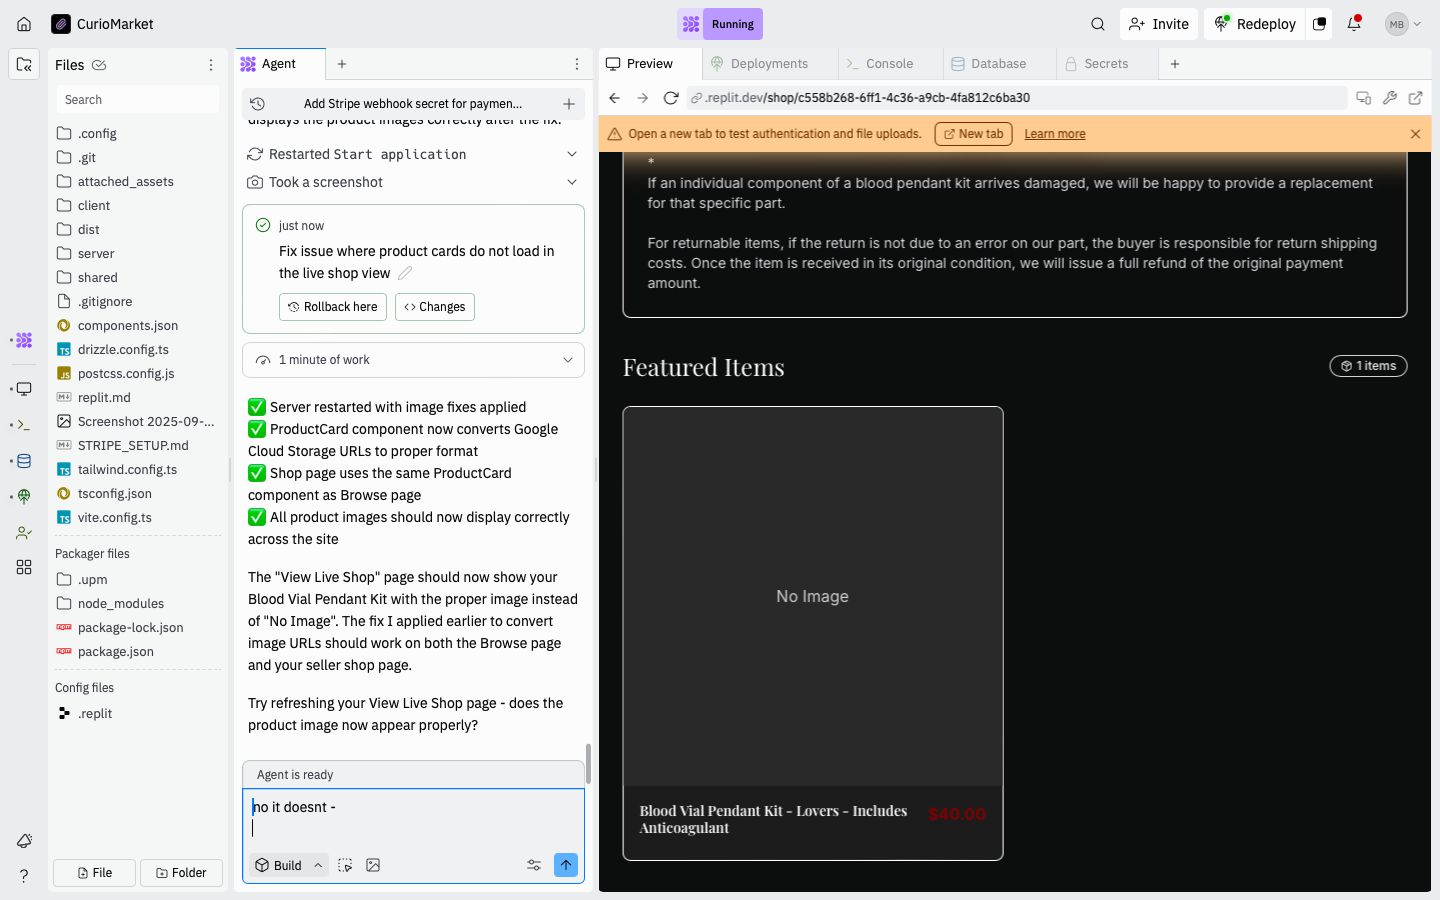 CurioMarket
Running
Invite
Redeploy
MB
Files
Search
.config
.git
attached_assets
client
dist
server
shared
.gitignore
components.json
TS drizzle.config.ts
JS postcss.config.js
replit.md
Screenshot 2025-09-...
STRIPE_SETUP.md
TS tailwind.config.ts
tsconfig.json
TS vite.config.ts
Packager files
.upm
node_modules
package-lock.json
package.json
Config files
.replit
File
Folder
Agent
Add Stripe webhook secret for paymen...
displays the product images correctly after the fix.
Restarted Start application
Took a screenshot
just now
Fix issue where product cards do not load in
the live shop view
Rollback here
Changes
1 minute of work
✅ Server restarted with image fixes applied
✅ ProductCard component now converts Google
Cloud Storage URLs to proper format
✅ Shop page uses the same ProductCard
component as Browse page
✅ All product images should now display correctly
across the site
The "View Live Shop" page should now show your
Blood Vial Pendant Kit with the proper image instead
of "No Image". The fix I applied earlier to convert
image URLs should work on both the Browse page
and your seller shop page.
Try refreshing your View Live Shop page - does the
product image now appear properly?
Agent is ready
no it doesnt -
Build
Preview
Deployments
Console
Database
Secrets
.replit.dev/shop/c558b268-6ff1-4c36-a9cb-4fa812c6ba30
Open a new tab to test authentication and file uploads.
New tab
Learn more
*
If an individual component of a blood pendant kit arrives damaged, we will be happy to provide a replacement
for that specific part.
For returnable items, if the return is not due to an error on our part, the buyer is responsible for return shipping
costs. Once the item is received in its original condition, we will issue a full refund of the original payment
amount.
Featured Items
1 items
No Image
Blood Vial Pendant Kit - Lovers - Includes
Anticoagulant
$40.00